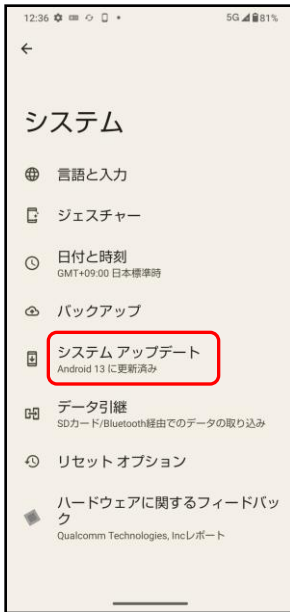 12:36 5G 81%
システム
言語と入力
ジェスチャー
日付と時刻
GMT+09:00 日本標準時
バックアップ
システム アップデート
Android 13 に更新済み
データ引継
SDカード/Bluetooth経由でのデータの取り込み
リセット オプション
ハードウェアに関するフィードバッ
ク
Qualcomm Technologies, Incレポート